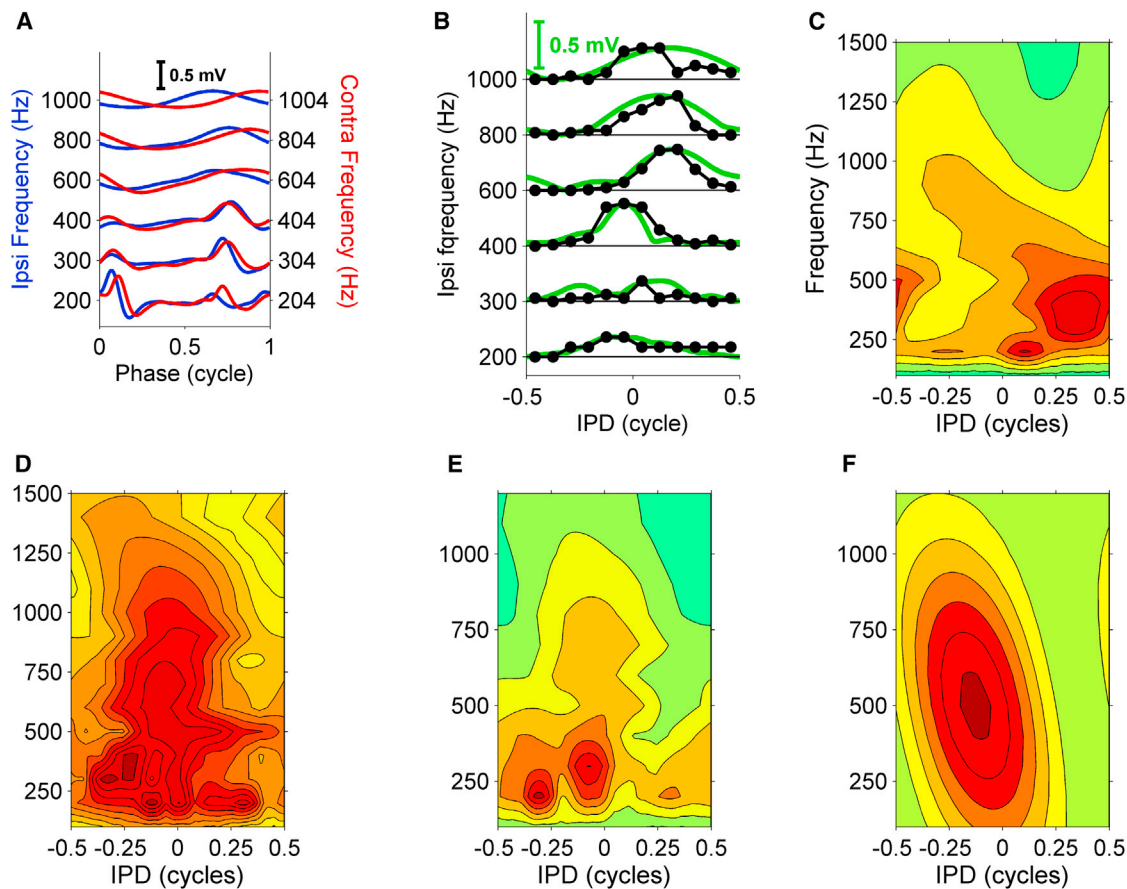 A
0.5 mV
1000
800
600
400
300
200
1004
804
604
404
304
204
Ipsi Frequency (Hz)
Contra Frequency (Hz)
0 0.5 1
Phase (cycle)
B
0.5 mV
1000
800
600
400
300
200
Ipsi fqrequency (Hz)
-0.5 0 0.5
IPD (cycle)
C
1500
1250
1000
750
500
250
Frequency (Hz)
-0.5 -0.25 0 0.25 0.5
IPD (cycles)
D
1500
1250
1000
750
500
250
-0.5 -0.25 0 0.25 0.5
IPD (cycles)
E
1000
750
500
250
-0.5 -0.25 0 0.25 0.5
IPD (cycles)
F
1000
750
500
250
-0.5 -0.25 0 0.25 0.5
IPD (cycles)